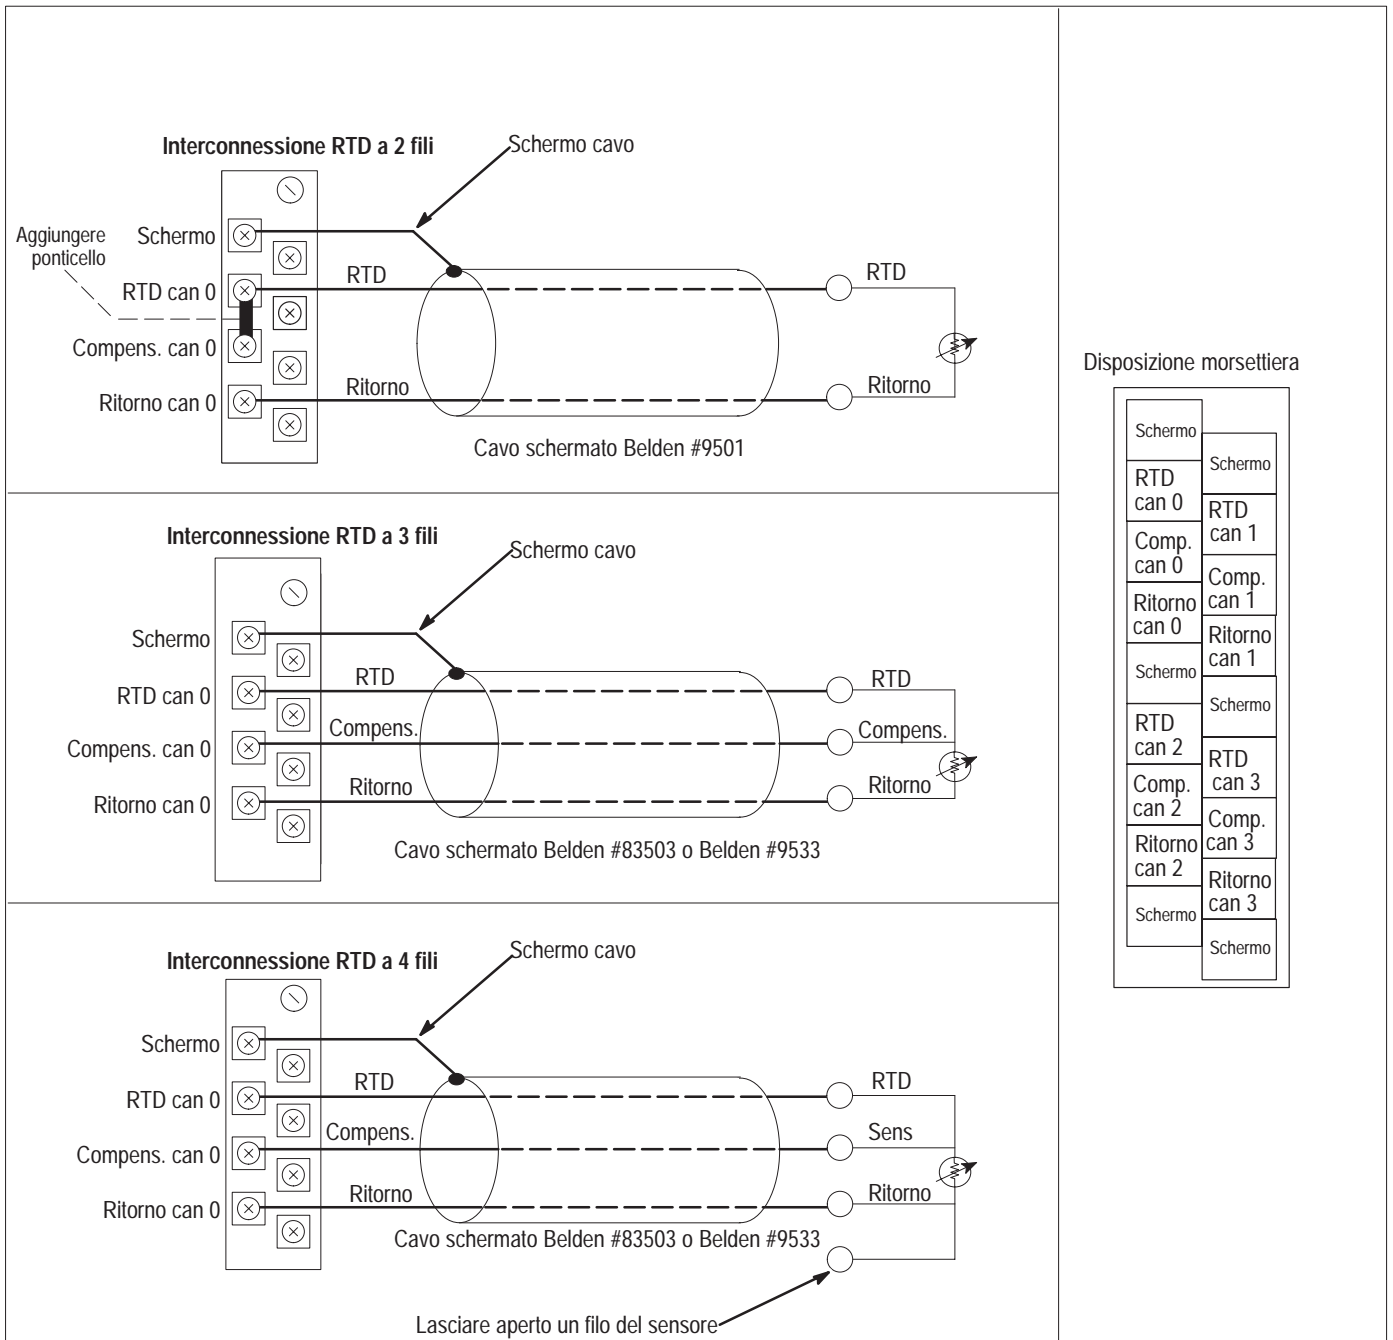 Interconnessione RTD a 2 fili
Schermo cavo
Aggiungere
ponticello
Schermo
RTD
RTD
RTD can 0
Compens. can 0
Ritorno
Ritorno
Ritorno can 0
Cavo schermato Belden #9501
Interconnessione RTD a 3 fili
Schermo cavo
Schermo
RTD
RTD
RTD can 0
Compens.
Compens.
Compens. can 0
Ritorno
Ritorno
Ritorno can 0
Cavo schermato Belden #83503 o Belden #9533
Interconnessione RTD a 4 fili
Schermo cavo
Schermo
RTD
RTD
RTD can 0
Compens.
Sens
Compens. can 0
Ritorno
Ritorno
Ritorno can 0
Cavo schermato Belden #83503 o Belden #9533
Lasciare aperto un filo del sensore
Disposizione morsettiera
Schermo
RTD
can 0
Comp.
can 0
Ritorno
can 0
Schermo
RTD
can 2
Comp.
can 2
Ritorno
can 2
Schermo
Schermo
RTD
can 1
Comp.
can 1
Ritorno
can 1
Schermo
RTD
can 3
Comp.
can 3
Ritorno
can 3
Schermo